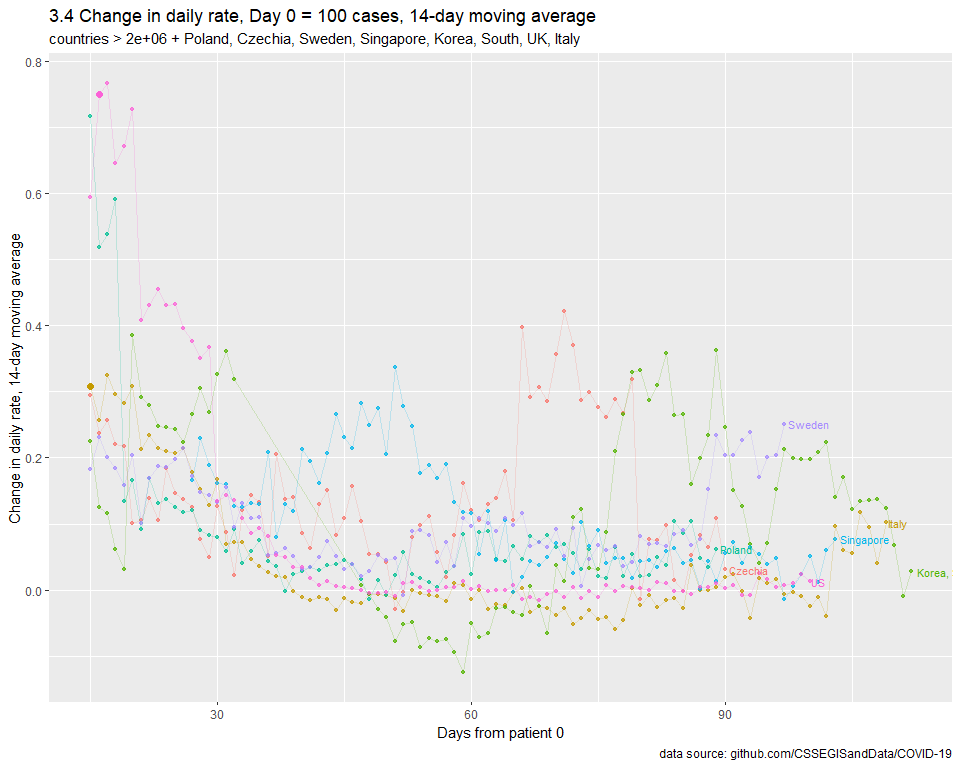 3.4 Change in daily rate, Day 0 = 100 cases, 14-day moving average
countries > 2e+06 + Poland, Czechia, Sweden, Singapore, Korea, South, UK, Italy
Change in daily rate, 14-day moving average
0.8
0.6
0.4
0.2
0.0
Sweden
Italy
Singapore
Poland
Czechia
US
Korea,
30
60
90
Days from patient 0
data source: github.com/CSSEGISandData/COVID-19